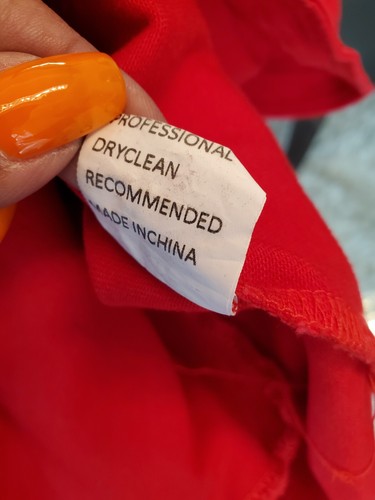 PROFESSIONAL
DRYCLEAN
RECOMMENDED
MADE INCHINA